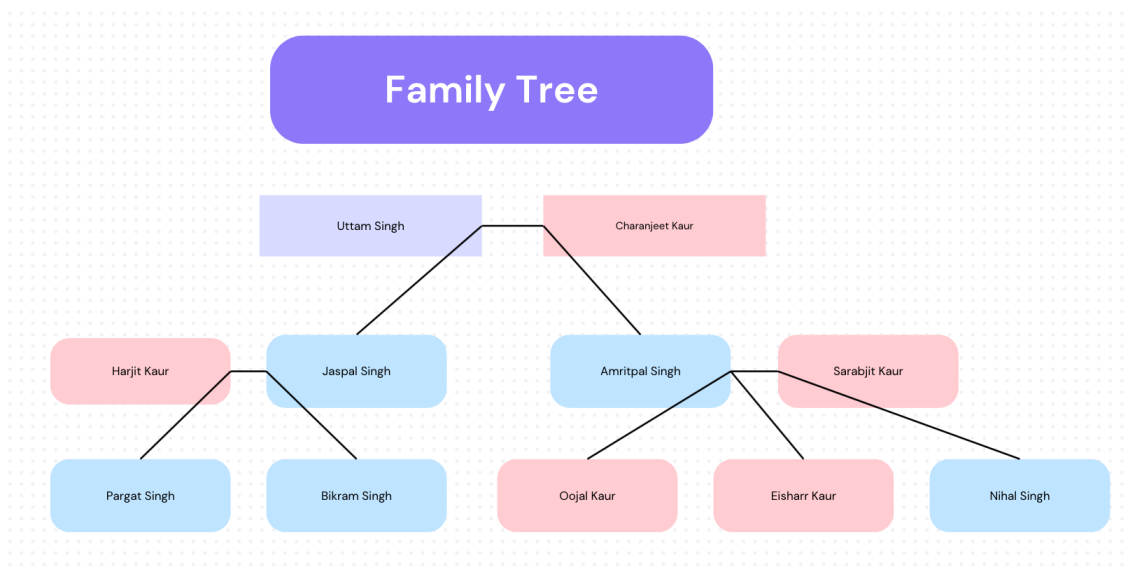 Family Tree
Uttam Singh
Charanjeet Kaur
Harjit Kaur
Jaspal Singh
Amritpal Singh
Sarabjit Kaur
Pargat Singh
Bikram Singh
Oojal Kaur
Eisharr Kaur
Nihal Singh